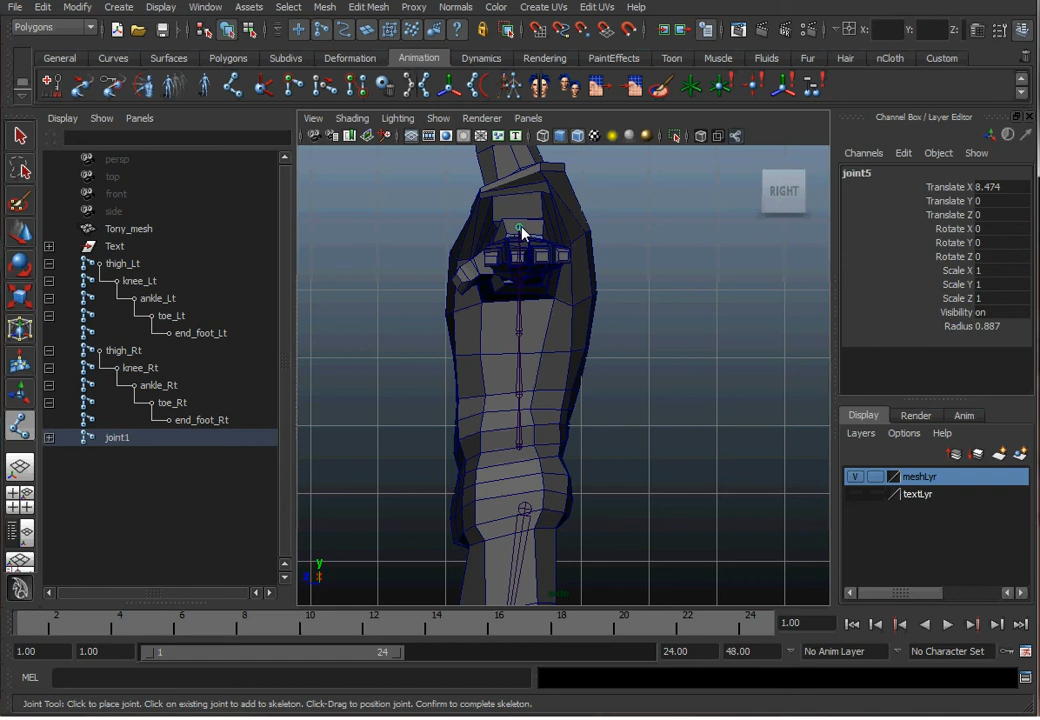 File Edit Modify Create Display Window Assets Select Mesh Edit Mesh Proxy Normals Color Create UVs Edit UVs Help
Polygons X: Y: Z:
General Curves Surfaces Polygons Subdivs Deformation Animation Dynamics Rendering Toon PaintEffects Muscle Fluids Fur Hair nCloth Custom
Display Show Panels
View Shading Lighting Show Renderer Panels
Channel Box / Layer Editor
Channels Edit Object Show
persp
top
front
side
Tony_mesh
Text
thigh_Lt
knee_Lt
ankle_Lt
toe_Lt
end_foot_Lt
thigh_Rt
knee_Rt
ankle_Rt
toe_Rt
end_foot_Rt
joint1
RIGHT
y
joint5
Translate X 8.474
Translate Y 0
Translate Z 0
Rotate X 0
Rotate Y 0
Rotate Z 0
Scale X 1
Scale Y 1
Scale Z 1
Visibility on
Radius 0.887
Display Render Anim
Layers Options Help
V meshLyr
textLyr
2 4 6 8 10 12 14 16 18 20 22 24 1.00
1.00 1.00 1 24 24.00 48.00 No Anim Layer No Character Set
MEL
Joint Tool: Click to place joint. Click on existing joint to add to skeleton. Click-Drag to position joint. Confirm to complete skeleton.